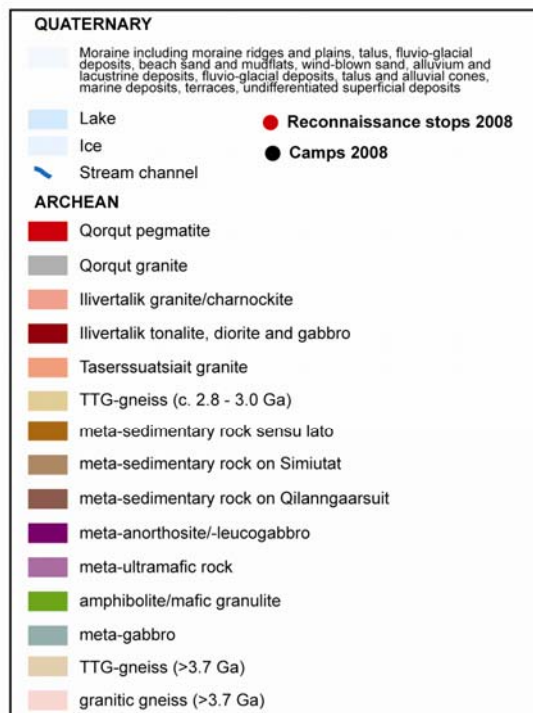 QUATERNARY
Moraine including moraine ridges and plains, talus, fluvio-glacial
deposits, beach sand and mudflats, wind-blown sand, alluvium and
lacustrine deposits, fluvio-glacial deposits, talus and alluvial cones,
marine deposits, terraces, undifferentiated superficial deposits
Lake
Reconnaissance stops 2008
Ice
Camps 2008
Stream channel
ARCHEAN
Qorqut pegmatite
Qorqut granite
Ilivertalik granite/charnockite
Ilivertalik tonalite, diorite and gabbro
Taserssuatsiait granite
TTG-gneiss (c. 2.8 - 3.0 Ga)
meta-sedimentary rock sensu lato
meta-sedimentary rock on Simiutat
meta-sedimentary rock on Qilanngaarsuit
meta-anorthosite/-leucogabbro
meta-ultramafic rock
amphibolite/mafic granulite
meta-gabbro
TTG-gneiss (>3.7 Ga)
granitic gneiss (>3.7 Ga)